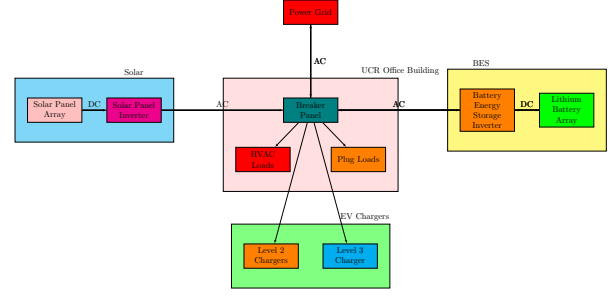 Power Grid
AC
Solar
UCR Office Building
BES
Solar Panel
Array
DC
Solar Panel
Inverter
AC
Breaker
Panel
AC
Battery
Energy
Storage
Inverter
DC
Lithium
Battery
Array
HVAC
Loads
Plug Loads
EV Chargers
Level 2
Chargers
Level 3
Charger